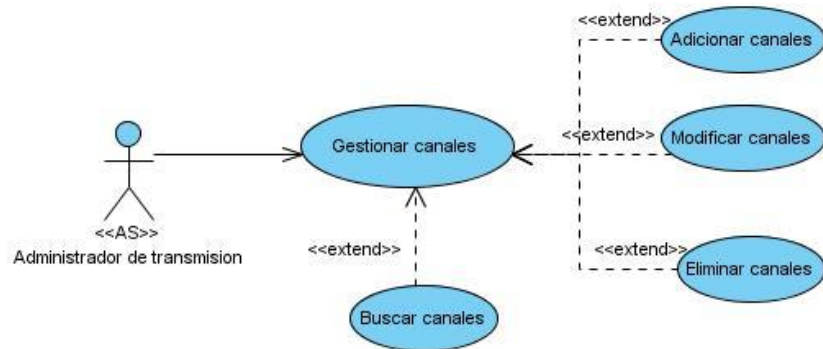 <<extend>>
Adicionar canales
Gestionar canales
<<extend>>
Modificar canales
<<AS>>
Administrador de transmision
<<extend>>
<<extend>>
Eliminar canales
Buscar canales